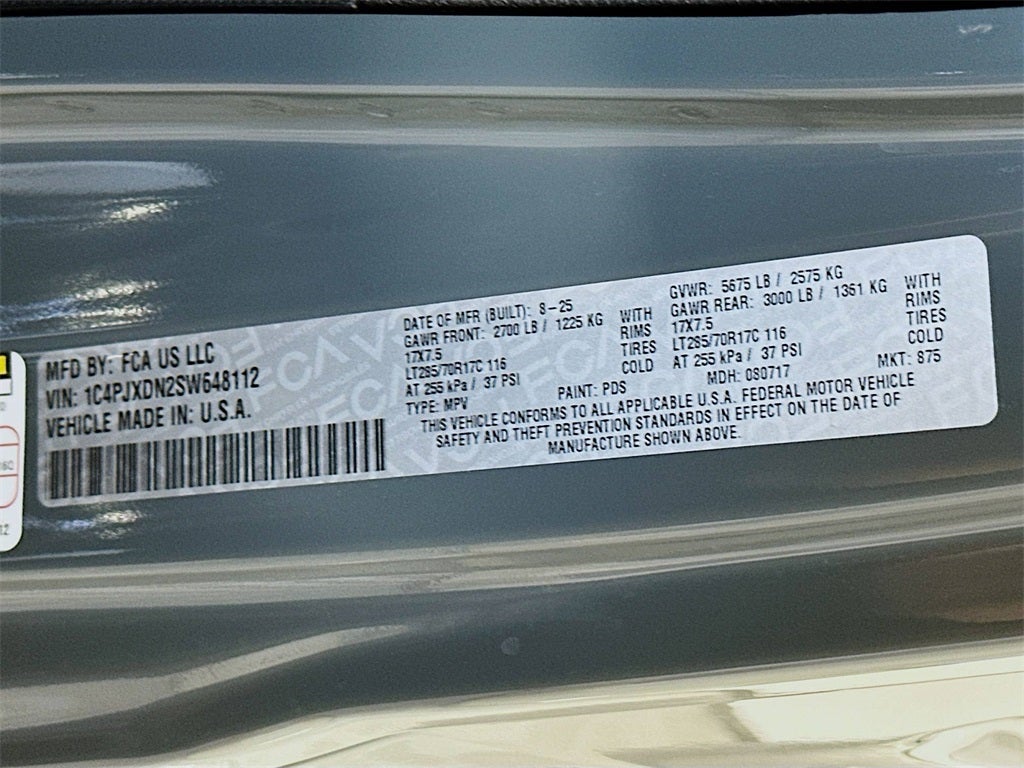 MFD BY: FCA US LLC
VIN: 1C4PJXDN2SW648112
VEHICLE MADE IN: U.S.A.
DATE OF MFR (BUILT): 8-25
GAWR FRONT: 2700 LB / 1225 KG WITH
17X7.5 RIMS
LT285/70R17C 116 TIRES
AT 255 kPa / 37 PSI COLD
TYPE: MPV
PAINT: PDS
GVWR: 5675 LB / 2575 KG
GAWR REAR: 3000 LB / 1361 KG WITH
17X7.5 RIMS
LT285/70R17C 116 TIRES
AT 255 kPa / 37 PSI COLD
MDH: 080717 MKT: 875
THIS VEHICLE CONFORMS TO ALL APPLICABLE U.S.A. FEDERAL MOTOR VEHICLE
SAFETY AND THEFT PREVENTION STANDARDS IN EFFECT ON THE DATE OF
MANUFACTURE SHOWN ABOVE.